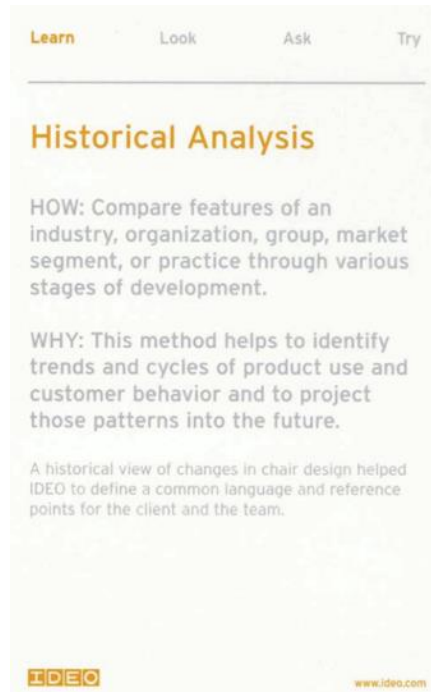 Learn Look Ask Try
Historical Analysis
HOW: Compare features of an
industry, organization, group, market
segment, or practice through various
stages of development.
WHY: This method helps to identify
trends and cycles of product use and
customer behavior and to project
those patterns into the future.
A historical view of changes in chair design helped
IDEO to define a common language and reference
points for the client and the team.
IDEO www.ideo.com